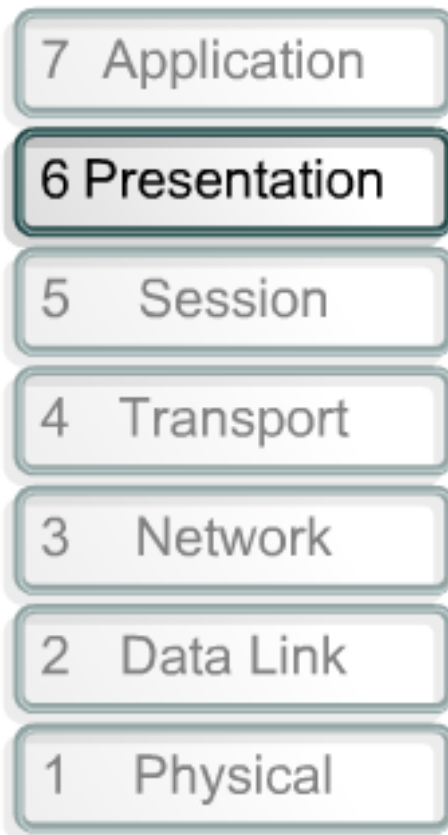 7 Application
6 Presentation
5 Session
4 Transport
3 Network
2 Data Link
1 Physical